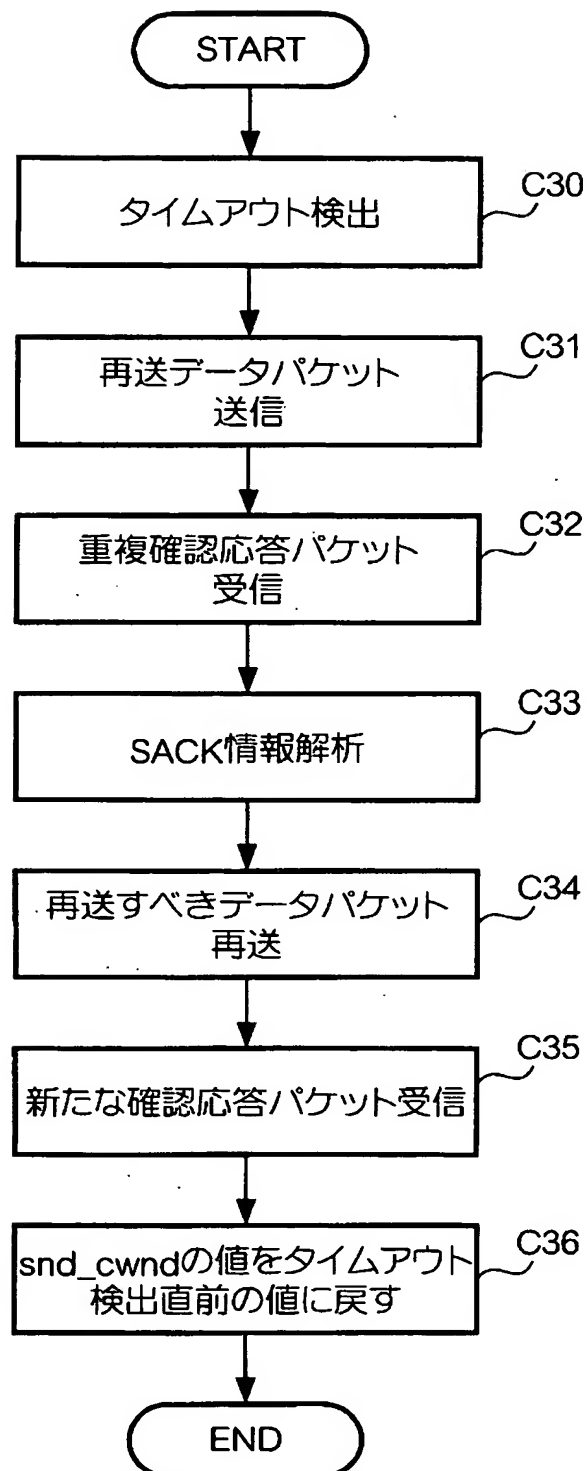 START
C30
タイムアウト検出
C31
再送データパケット
送信
C32
重複確認応答パケット
受信
C33
SACK情報解析
C34
再送すべきデータパケット
再送
C35
新たな確認応答パケット受信
C36
snd_cwndの値をタイムアウト
検出直前の値に戻す
END